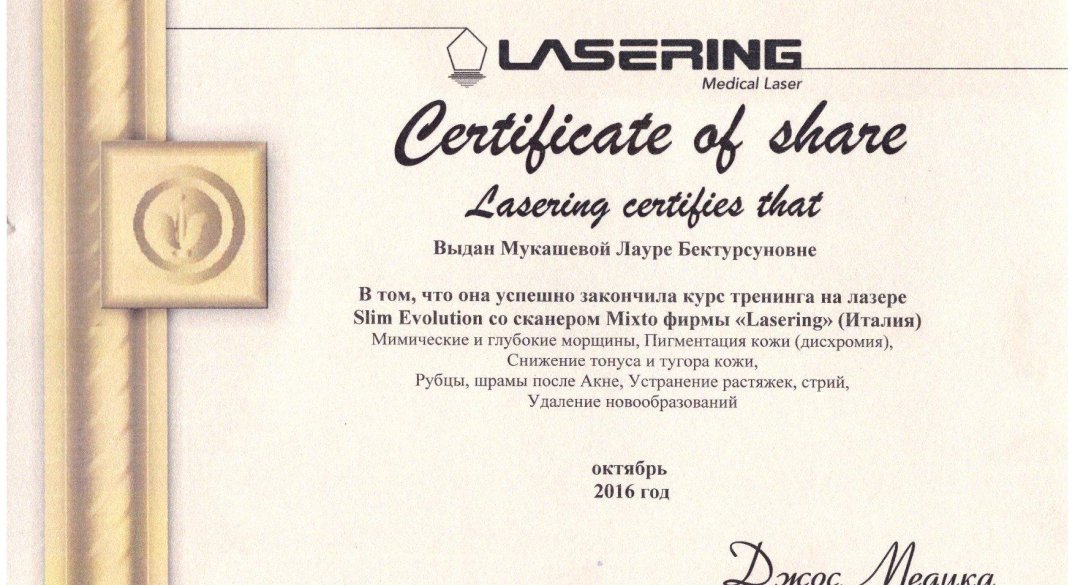 LASERING
Medical Laser
Certificate of share
Lasering certifies that
Выдан Мукашевой Лауре Бектурсуновне
В том, что она успешно закончила курс тренинга на лазере
Slim Evolution со сканером Mixto фирмы «Lasering» (Италия)
Мимические и глубокие морщины, Пигментация кожи (дисхромия),
Снижение тонуса и тугора кожи,
Рубцы, шрамы после Акне, Устранение растяжек, стрий,
Удаление новообразований
октябрь
2016 год
Джос Медика